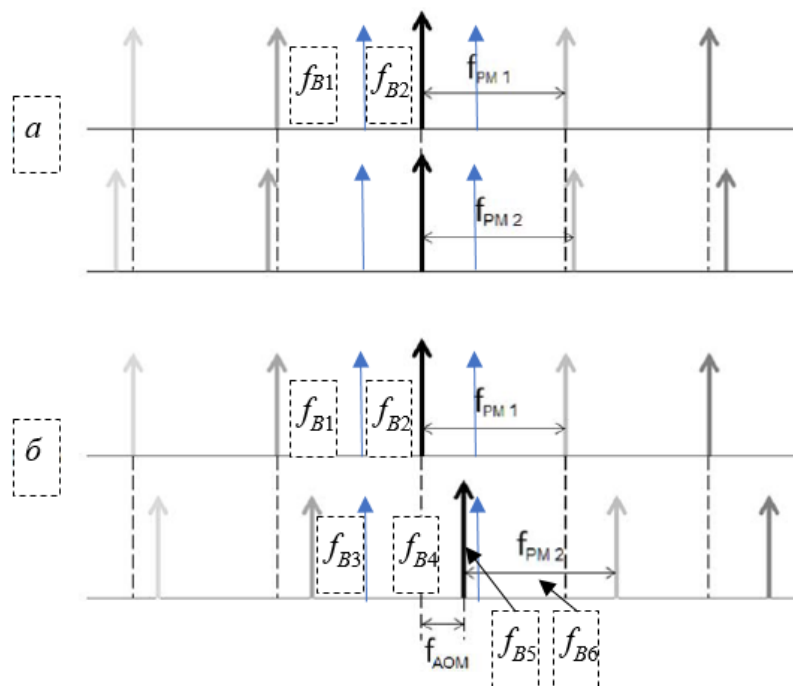 f_B1 f_B2 f_PM 1
а
f_PM 2
f_B1 f_B2 f_PM 1
б
f_B3 f_B4 f_PM 2
f_AOM f_B5 f_B6